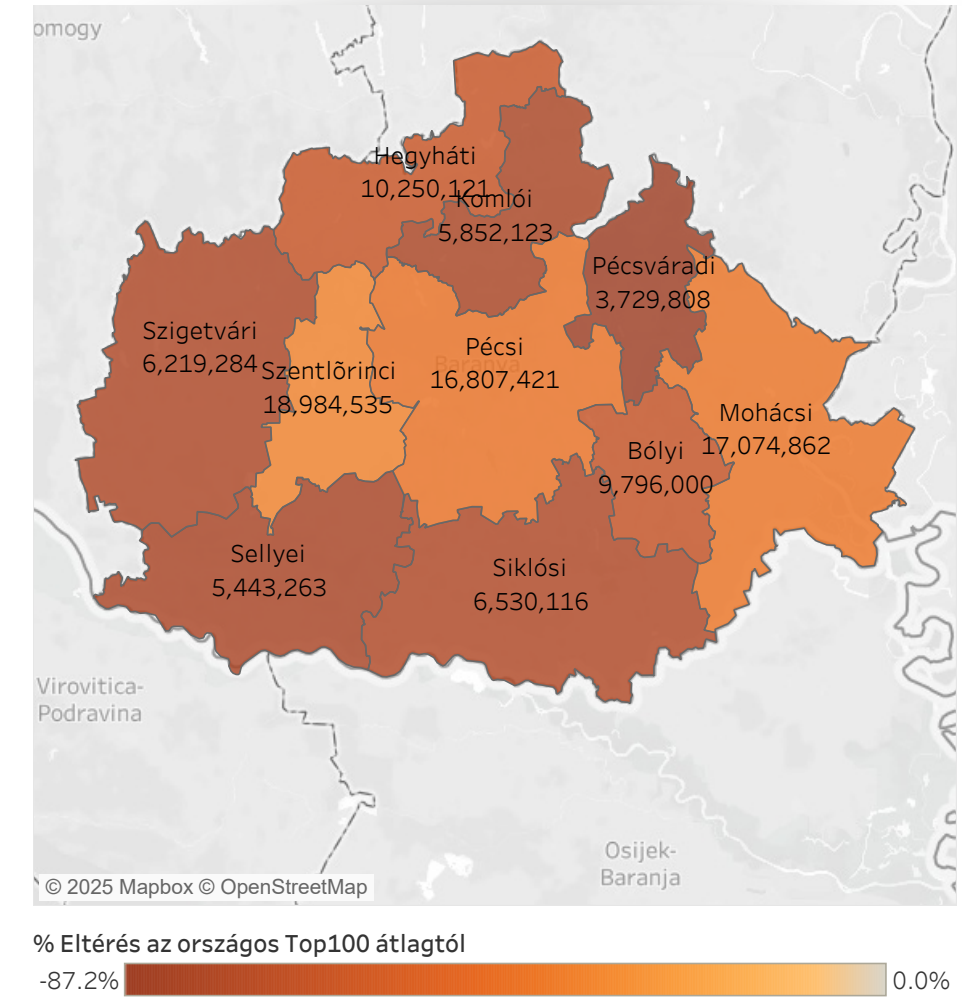 omogy
Hegyháti
10,250,121
Komlói
5,852,123
Pécsváradi
3,729,808
Szigetvári
6,219,284
Szentlõrinci
18,984,535
Pécsi
Baranya
16,807,421
Mohácsi
17,074,862
Bólyi
9,796,000
Sellyei
5,443,263
Siklósi
6,530,116
Virovitica-
Podravina
Osijek-
Baranja
© 2025 Mapbox © OpenStreetMap
% Eltérés az országos Top100 átlagtól
-87.2%
0.0%